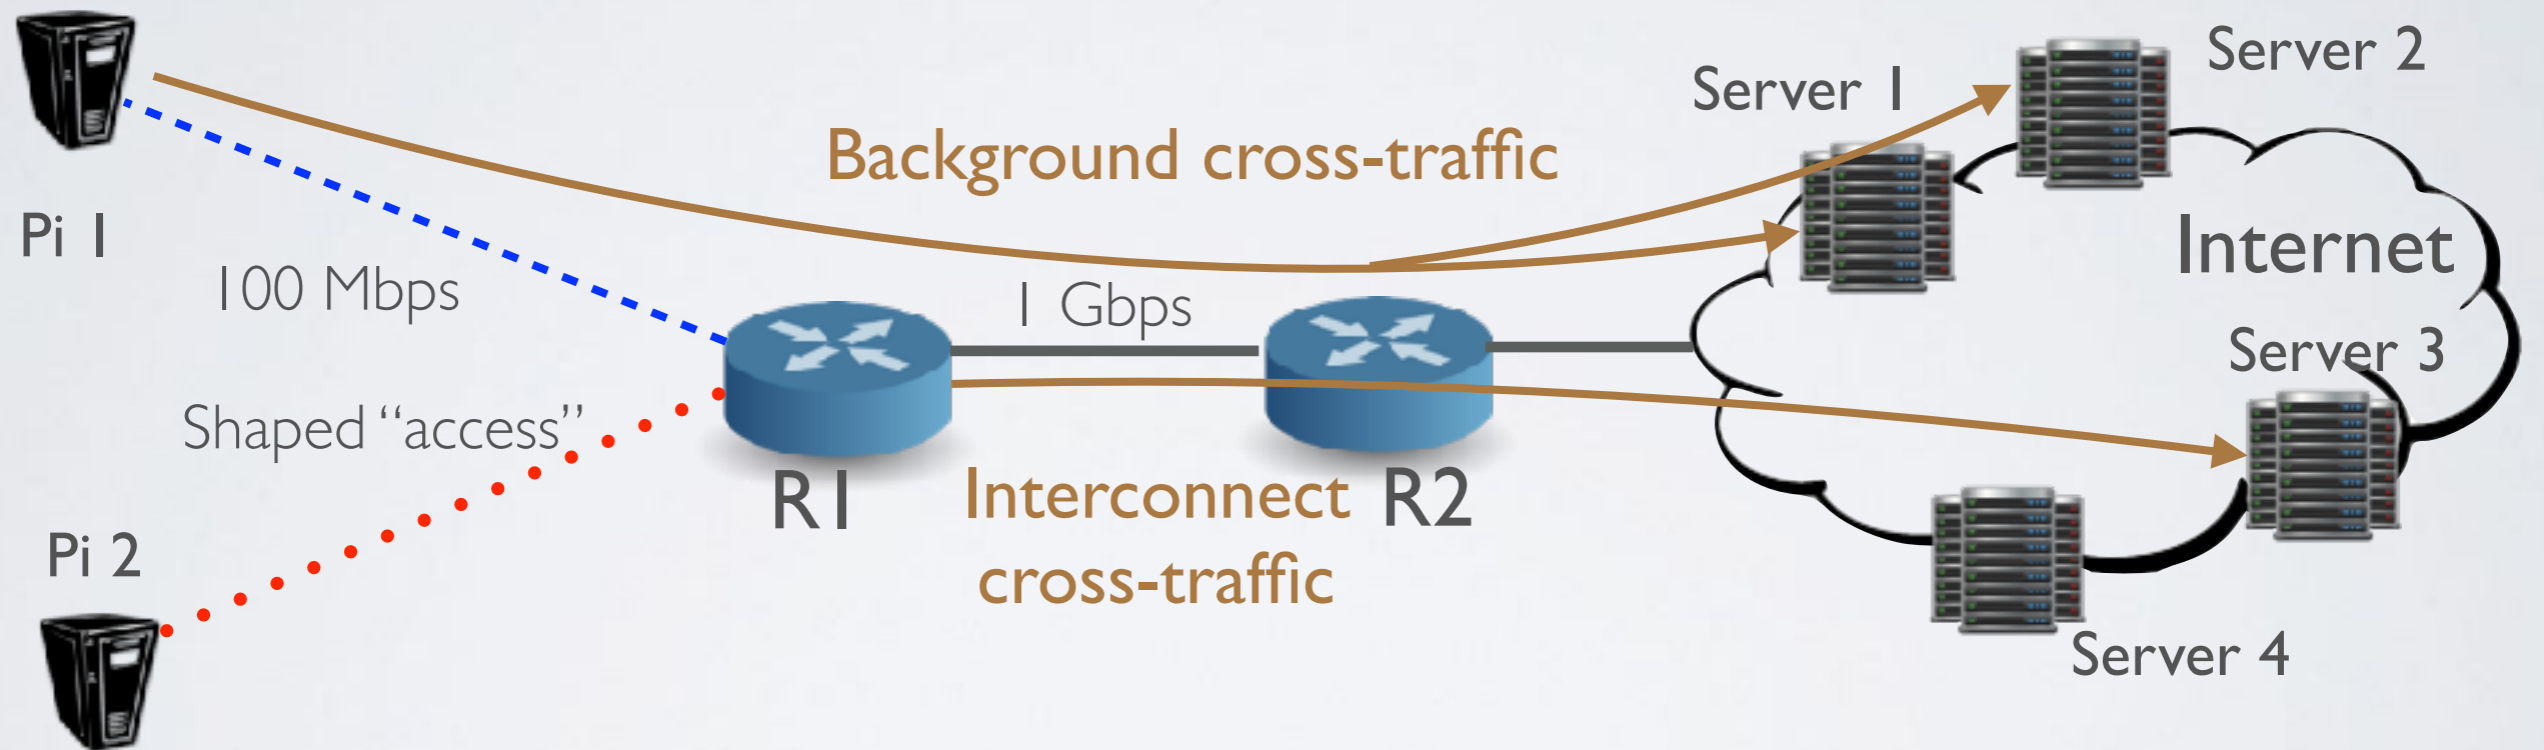 Server 2
Server 1
Background cross-traffic
Pi 1
Internet
100 Mbps
1 Gbps
Server 3
Shaped “access”
R1
Interconnect
cross-traffic
R2
Pi 2
Server 4